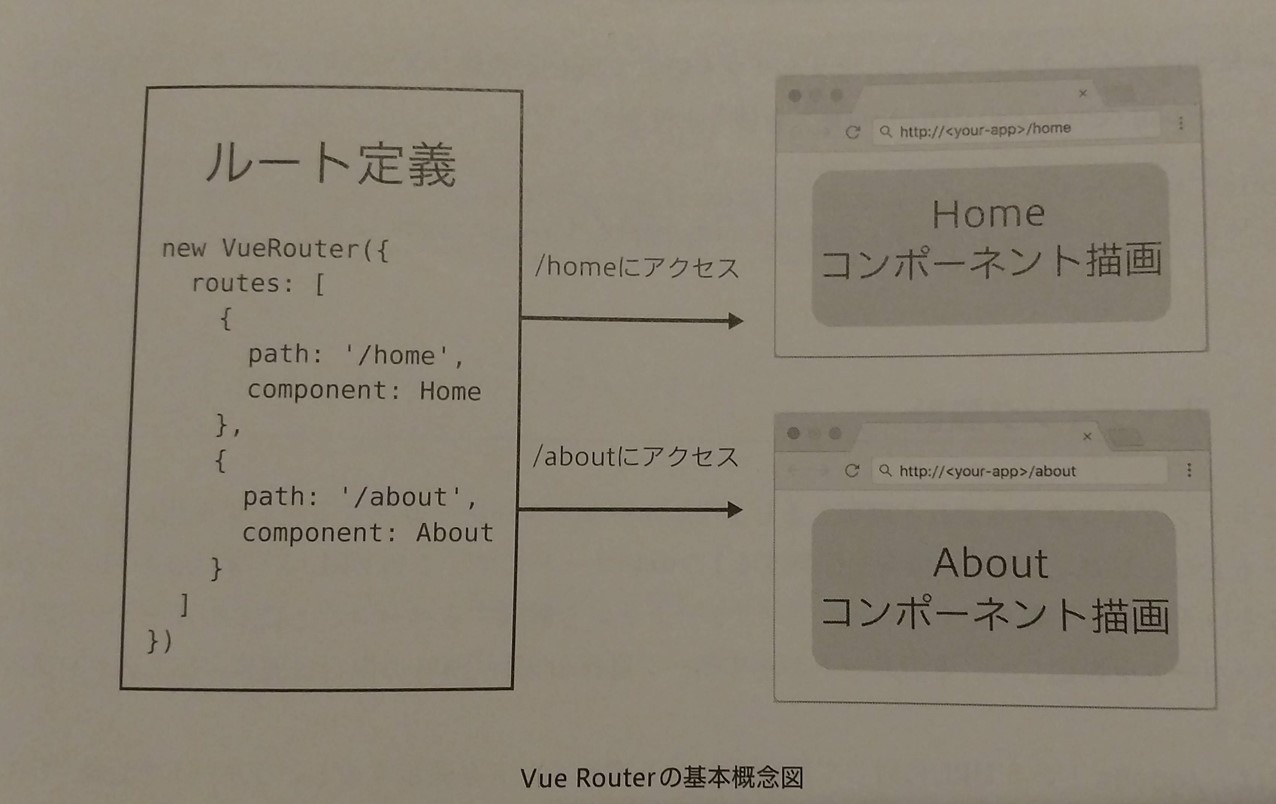 ルート定義
new VueRouter({
routes: [
{
path: '/home',
component: Home
},
{
path: '/about',
component: About
}
]
})
/homeにアクセス
/aboutにアクセス
http://<your-app>/home
Home
コンポーネント描画
http://<your-app>/about
About
コンポーネント描画
Vue Routerの基本概念図